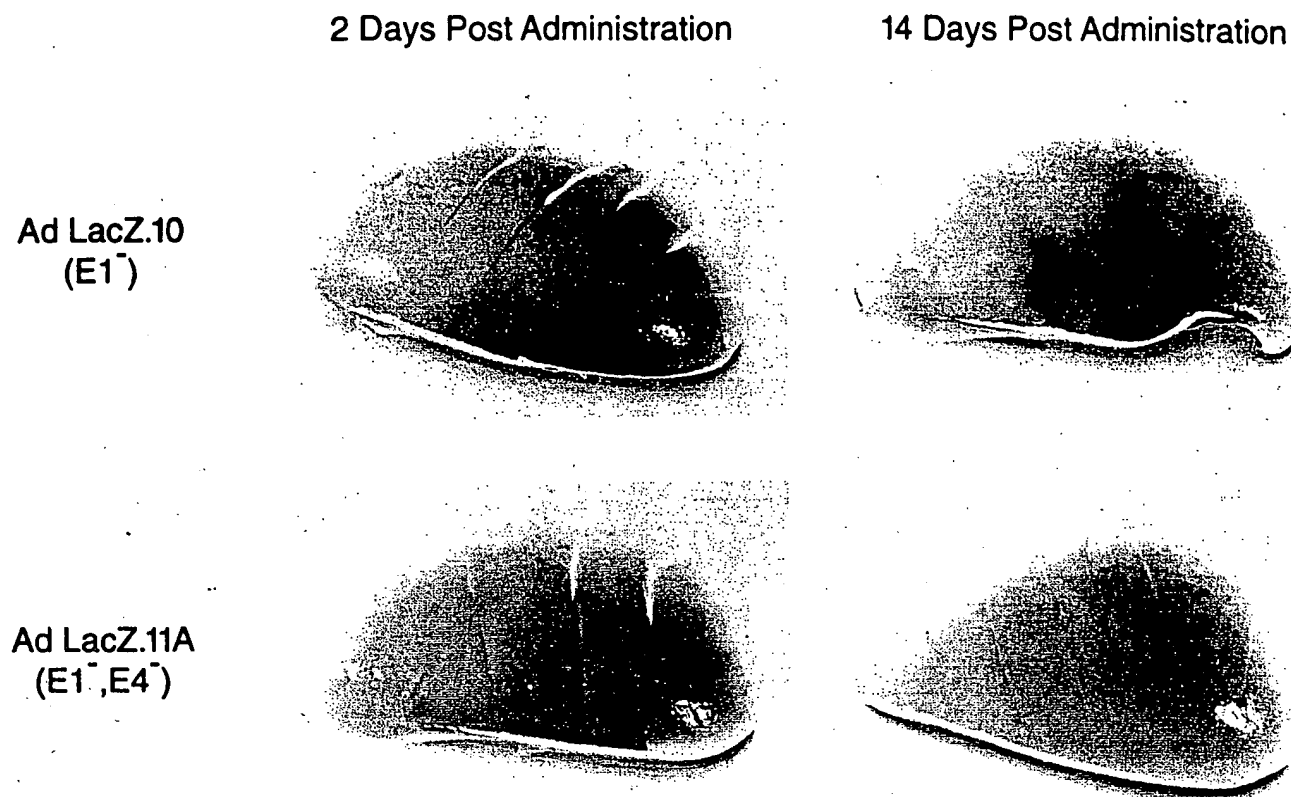 2 Days Post Administration
14 Days Post Administration
Ad LacZ.10
(E1⁻)
Ad LacZ.11A
(E1⁻,E4⁻)